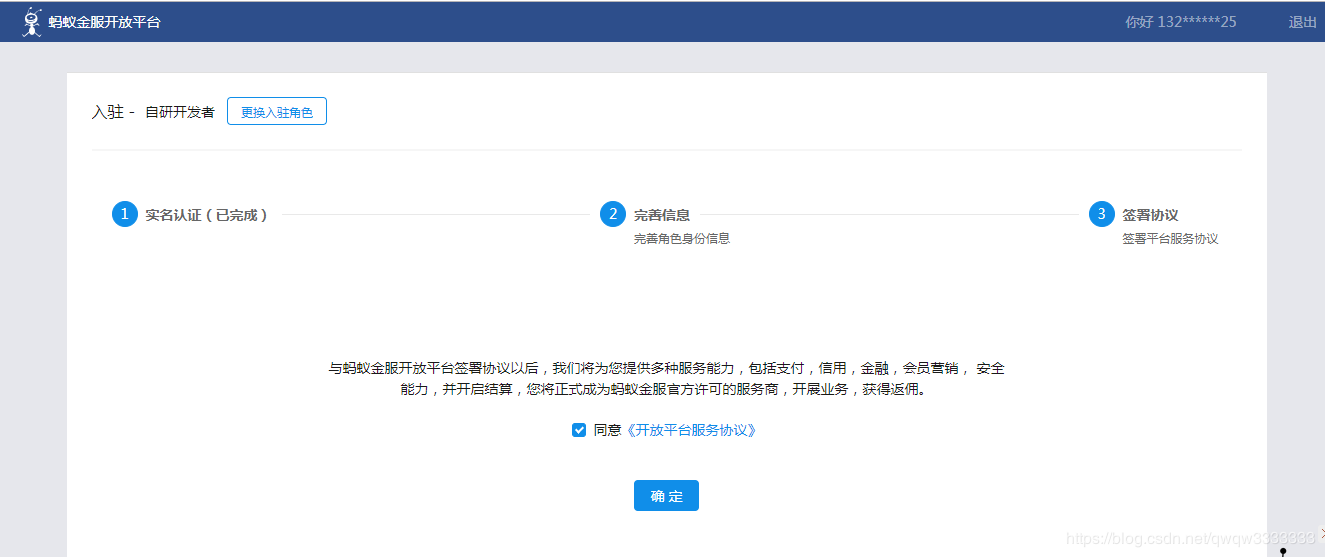 蚂蚁金服开放平台
你好 132******25
退出
入驻 - 自研开发者
更换入驻角色
1 实名认证（已完成）
2 完善信息
完善角色身份信息
3 签署协议
签署平台服务协议
与蚂蚁金服开放平台签署协议以后，我们将为您提供多种服务能力，包括支付，信用，金融，会员营销， 安全
能力，并开启结算，您将正式成为蚂蚁金服官方许可的服务商，开展业务，获得返佣。
同意《开放平台服务协议》
确 定
https://blog.csdn.net/qwqw3333333